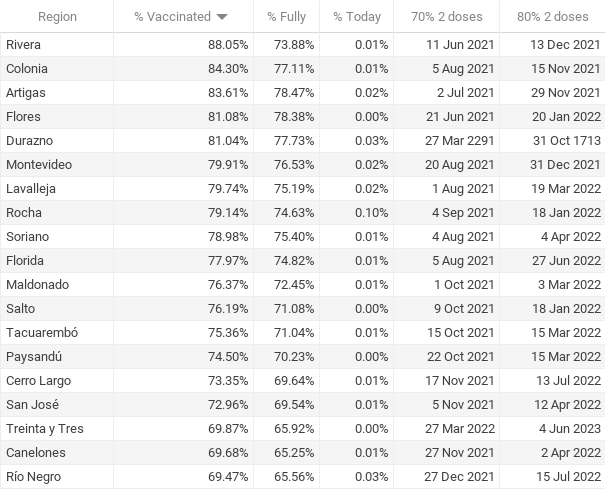 Region % Vaccinated % Fully % Today 70% 2 doses 80% 2 doses
Rivera 88.05% 73.88% 0.01% 11 Jun 2021 13 Dec 2021
Colonia 84.30% 77.11% 0.01% 5 Aug 2021 15 Nov 2021
Artigas 83.61% 78.47% 0.02% 2 Jul 2021 29 Nov 2021
Flores 81.08% 78.38% 0.00% 21 Jun 2021 20 Jan 2022
Durazno 81.04% 77.73% 0.03% 27 Mar 2291 31 Oct 1713
Montevideo 79.91% 76.53% 0.02% 20 Aug 2021 31 Dec 2021
Lavalleja 79.74% 75.19% 0.02% 1 Aug 2021 19 Mar 2022
Rocha 79.14% 74.63% 0.10% 4 Sep 2021 18 Jan 2022
Soriano 78.98% 75.40% 0.01% 4 Aug 2021 4 Apr 2022
Florida 77.97% 74.82% 0.01% 5 Aug 2021 27 Jun 2022
Maldonado 76.37% 72.45% 0.01% 1 Oct 2021 3 Mar 2022
Salto 76.19% 71.08% 0.00% 9 Oct 2021 18 Jan 2022
Tacuarembó 75.36% 71.04% 0.01% 15 Oct 2021 15 Mar 2022
Paysandú 74.50% 70.23% 0.00% 22 Oct 2021 15 Mar 2022
Cerro Largo 73.35% 69.64% 0.01% 17 Nov 2021 13 Jul 2022
San José 72.96% 69.54% 0.01% 5 Nov 2021 12 Apr 2022
Treinta y Tres 69.87% 65.92% 0.00% 27 Mar 2022 4 Jun 2023
Canelones 69.68% 65.25% 0.01% 27 Nov 2021 2 Apr 2022
Río Negro 69.47% 65.56% 0.03% 27 Dec 2021 15 Jul 2022